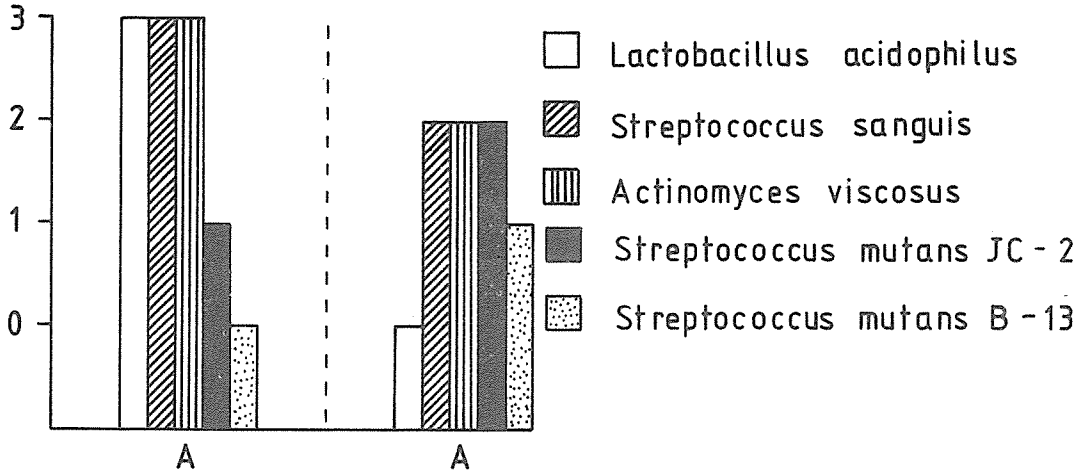 3
2
1
0
A
A
Lactobacillus acidophilus
Streptococcus sanguis
Actinomyces viscosus
Streptococcus mutans JC-2
Streptococcus mutans B-13